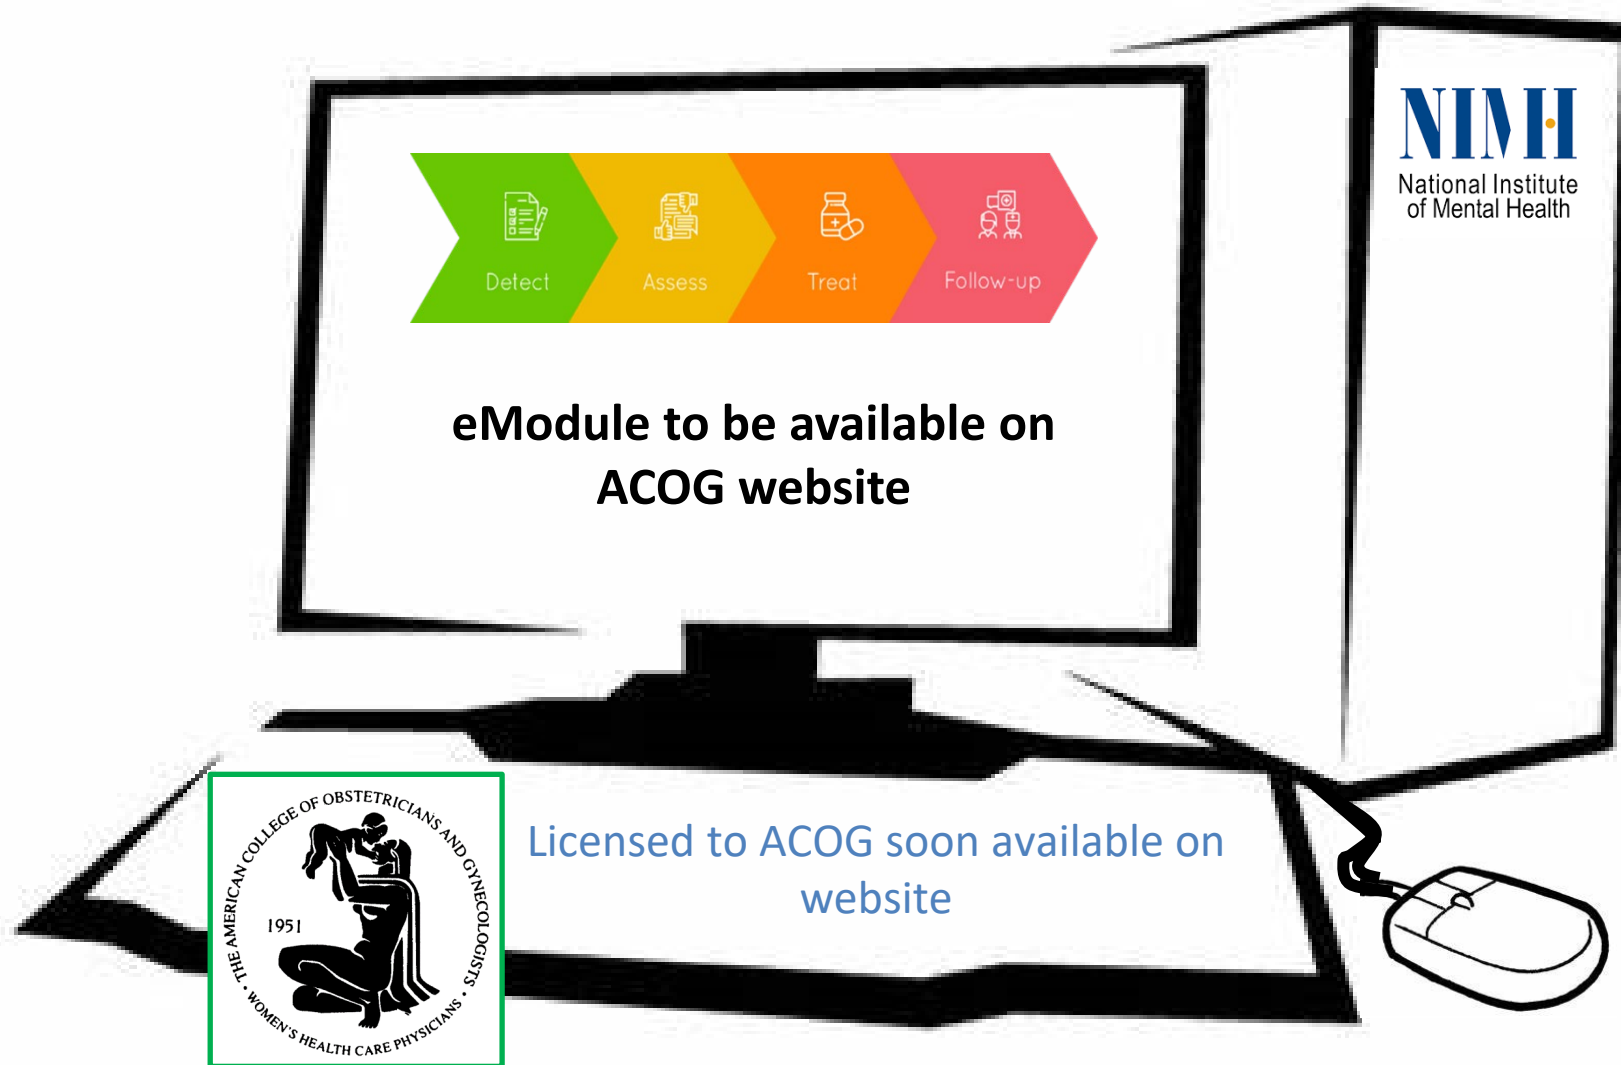 NIMH
National Institute
of Mental Health
Detect
Assess
Treat
Follow-up
eModule to be available on
ACOG website
Licensed to ACOG soon available on
website
THE AMERICAN COLLEGE OF OBSTETRICIANS AND GYNECOLOGISTS
1951
• WOMEN'S HEALTH CARE PHYSICIANS •